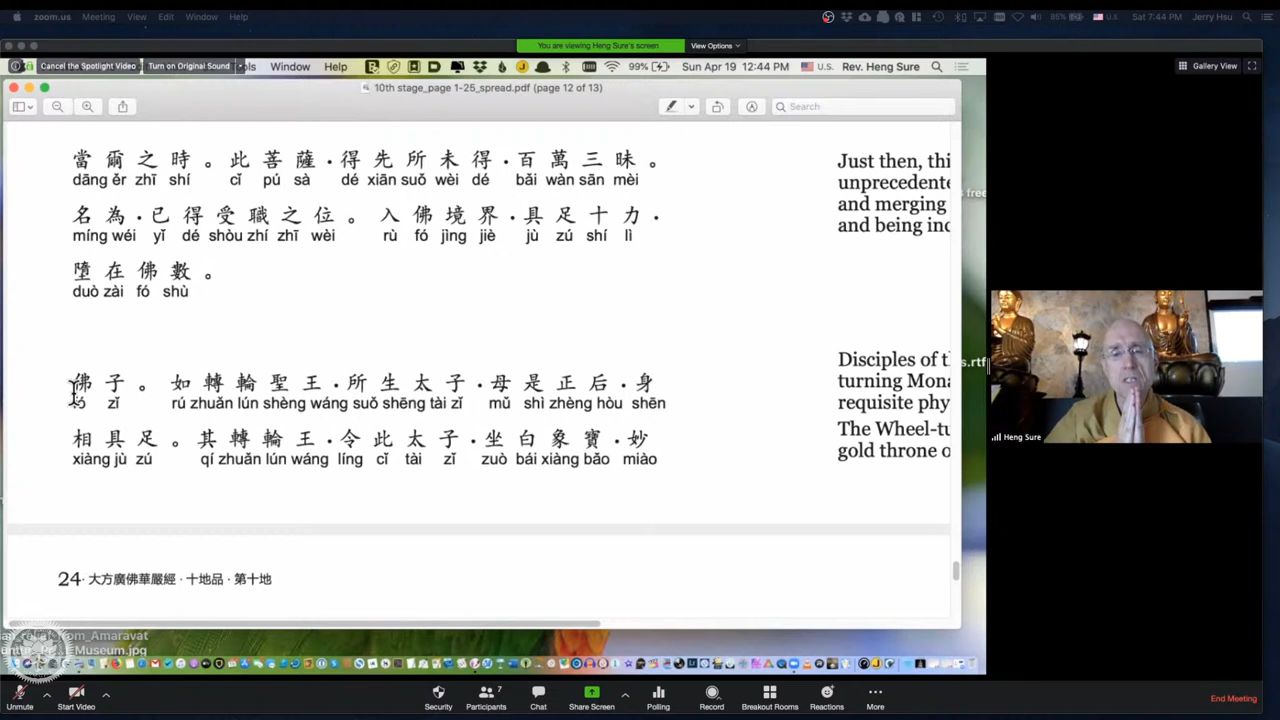 zoom.us Meeting View Edit Window Help 85% U.S. Sat 7:44 PM Jerry Hsu
You are viewing Heng Sure's screen View Options
Cancel the Spotlight Video Turn on Original Sound ols Window Help 99% U.S. Sun Apr 19 12:44 PM Rev. Heng Sure Gallery View
10th stage_page 1-25_spread.pdf (page 12 of 13)
Search
當爾之時。此菩薩·得先所未得·百萬三昧。
dāng ěr zhī shí cǐ pú sà dé xiān suǒ wèi dé bǎi wàn sān mèi
名為·已得受職之位。入佛境界·具足十力·
míng wéi yǐ dé shòu zhí zhī wèi rù fó jìng jiè jù zú shí lì
墮在佛數。
duò zài fó shù
Just then, thi
unprecedente
and merging
and being inc
佛子。如轉輪聖王·所生太子·母是正后·身
zǐ rú zhuǎn lún shèng wáng suǒ shēng tài zǐ mǔ shì zhèng hòu shēn
相具足。其轉輪王·令此太子·坐白象寶·妙
xiàng jù zú qí zhuǎn lún wáng líng cǐ tài zǐ zuò bái xiàng bǎo miào
Disciples of t
turning Mona
requisite phy
The Wheel-tu
gold throne o
s free
s.rtf
24· 大方廣佛華嚴經 · 十地品 · 第十地
from_Amaravat
EMuseum.jpg
Heng Sure
Unmute Start Video Security Participants 7 Chat Share Screen Polling Record Breakout Rooms Reactions More End Meeting